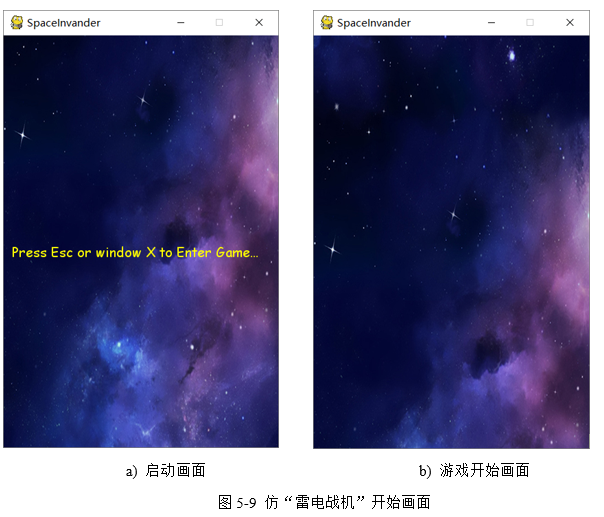 SpaceInvander
SpaceInvander
Press Esc or window X to Enter Game...
a) 启动画面
b) 游戏开始画面
图 5-9 仿“雷电战机”开始画面